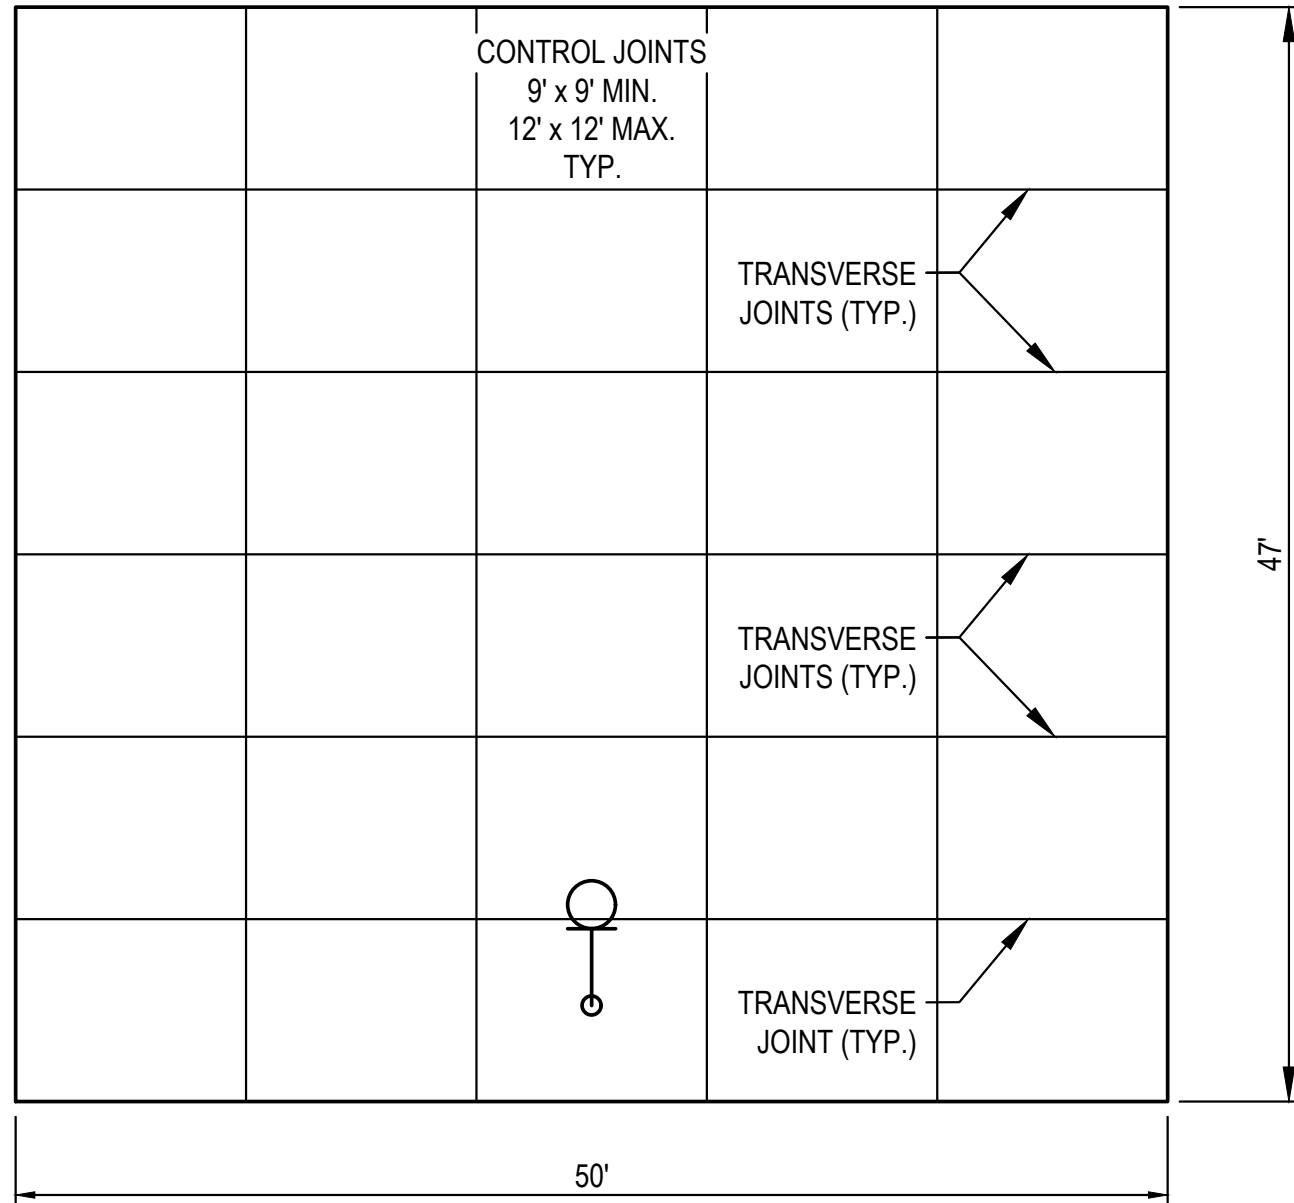 CONTROL JOINTS
9' x 9' MIN.
12' x 12' MAX.
TYP.
TRANSVERSE
JOINTS (TYP.)
47'
TRANSVERSE
JOINTS (TYP.)
TRANSVERSE
JOINT (TYP.)
50'